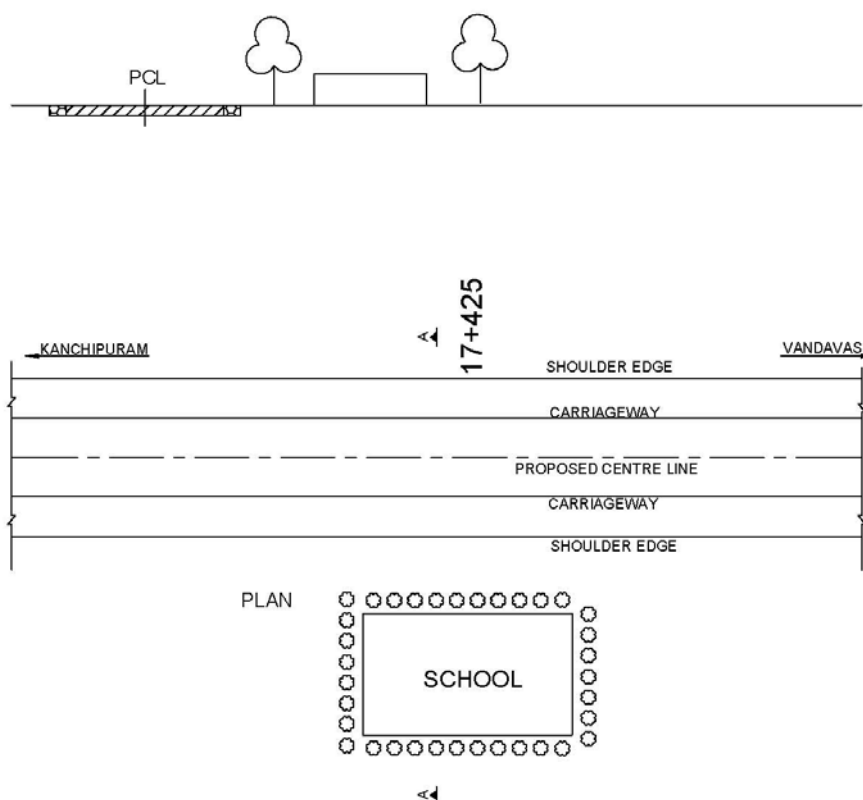 PCL
A
17+425
KANCHIPURAM
VANDAVAS
SHOULDER EDGE
CARRIAGEWAY
PROPOSED CENTRE LINE
CARRIAGEWAY
SHOULDER EDGE
PLAN
SCHOOL
A